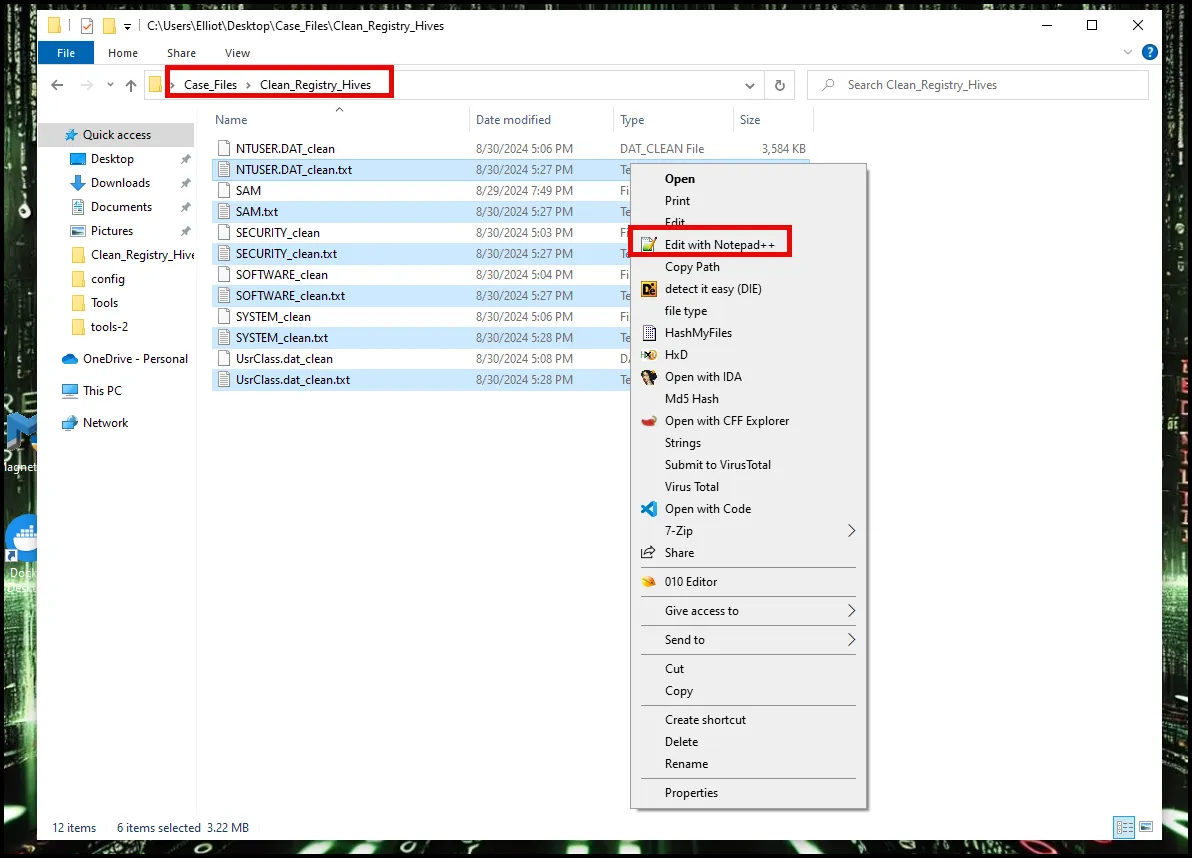 C:\Users\Elliot\Desktop\Case_Files\Clean_Registry_Hives
File Home Share View
Case_Files Clean_Registry_Hives
Search Clean_Registry_Hives
Name Date modified Type Size
Quick access
Desktop
Downloads
Documents
Pictures
Clean_Registry_Hive
config
Tools
tools-2
OneDrive - Personal
This PC
Network
NTUSER.DAT_clean 8/30/2024 5:06 PM DAT_CLEAN File 3,584 KB
NTUSER.DAT_clean.txt 8/30/2024 5:27 PM Te
SAM 8/29/2024 7:49 PM Fi
SAM.txt 8/30/2024 5:27 PM Te
SECURITY_clean 8/30/2024 5:03 PM Fi
SECURITY_clean.txt 8/30/2024 5:27 PM Te
SOFTWARE_clean 8/30/2024 5:04 PM Fi
SOFTWARE_clean.txt 8/30/2024 5:27 PM Te
SYSTEM_clean 8/30/2024 5:06 PM Fi
SYSTEM_clean.txt 8/30/2024 5:28 PM Te
UsrClass.dat_clean 8/30/2024 5:08 PM
UsrClass.dat_clean.txt 8/30/2024 5:28 PM Te
Open
Print
Edit
Edit with Notepad++
Copy Path
detect it easy (DIE)
file type
HashMyFiles
HxD
Open with IDA
Md5 Hash
Open with CFF Explorer
Strings
Submit to VirusTotal
Virus Total
Open with Code
7-Zip
Share
010 Editor
Give access to
Send to
Cut
Copy
Create shortcut
Delete
Rename
Properties
12 items 6 items selected 3.22 MB